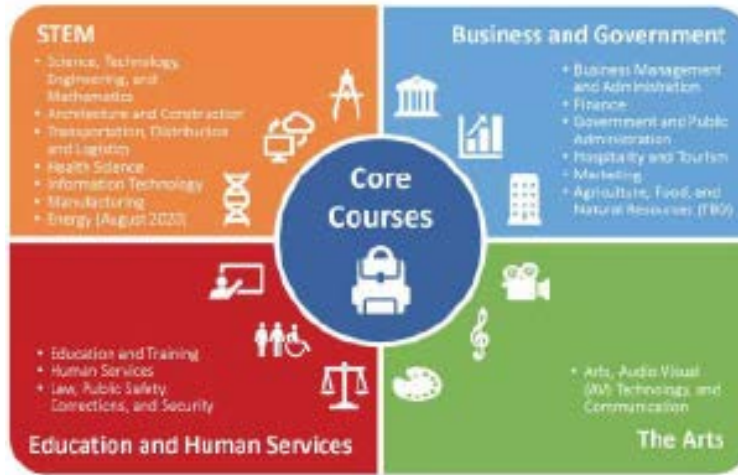 STEM
• Science, Technology,
Engineering, and
Mathematics
• Architecture and Construction
• Transportation, Distribution
and Logistics
• Health Science
• Information Technology
• Manufacturing
• Energy (August 2020)
Business and Government
• Business Management
and Administration
• Finance
• Government and Public
Administration
• Hospitality and Tourism
• Marketing
• Agriculture, Food, and
Natural Resources (TBD)
Core
Courses
• Education and Training
• Human Services
• Law, Public Safety,
Corrections, and Security
Education and Human Services
• Arts, Audio Visual
(AV) Technology, and
Communication
The Arts